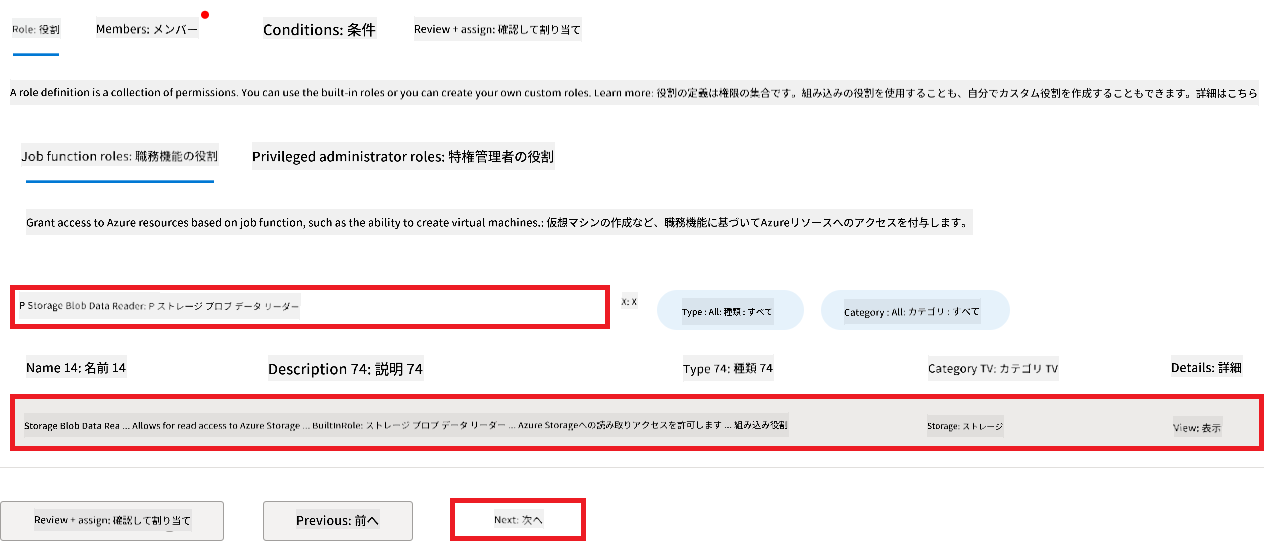 Role: 役割 Members: メンバー Conditions: 条件 Review + assign: 確認して割り当て
A role definition is a collection of permissions. You can use the built-in roles or you can create your own custom roles. Learn more: 役割の定義は権限の集合です。組み込みの役割を使用することも、自分でカスタム役割を作成することもできます。詳細はこちら
Job function roles: 職務機能の役割 Privileged administrator roles: 特権管理者の役割
Grant access to Azure resources based on job function, such as the ability to create virtual machines.: 仮想マシンの作成など、職務機能に基づいてAzureリソースへのアクセスを付与します。
P Storage Blob Data Reader: P ストレージ ブロブ データ リーダー X: X Type : All: 種類 : すべて Category : All: カテゴリ : すべて
Name 14: 名前 14 Description 74: 説明 74 Type 74: 種類 74 Category TV: カテゴリ TV Details: 詳細
Storage Blob Data Rea ... Allows for read access to Azure Storage ... BuiltInRole: ストレージ ブロブ データ リーダー ... Azure Storageへの読み取りアクセスを許可します ... 組み込み役割 Storage: ストレージ View: 表示
Review + assign: 確認して割り当て Previous: 前へ Next: 次へ